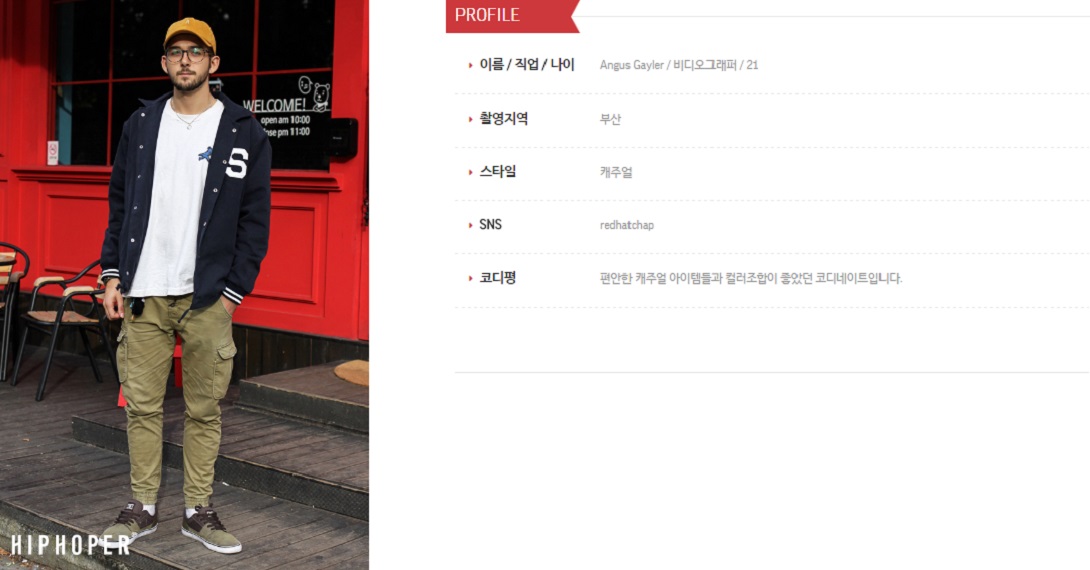 PROFILE
이름 / 직업 / 나이 Angus Gayler / 비디오그래퍼 / 21
촬영지역 부산
스타일 캐주얼
SNS redhatchap
코디평 편안한 캐주얼 아이템들과 컬러조합이 좋았던 코디네이트입니다.
WELCOME!
open am 10:00
close pm 11:00
S
HIPHOPER